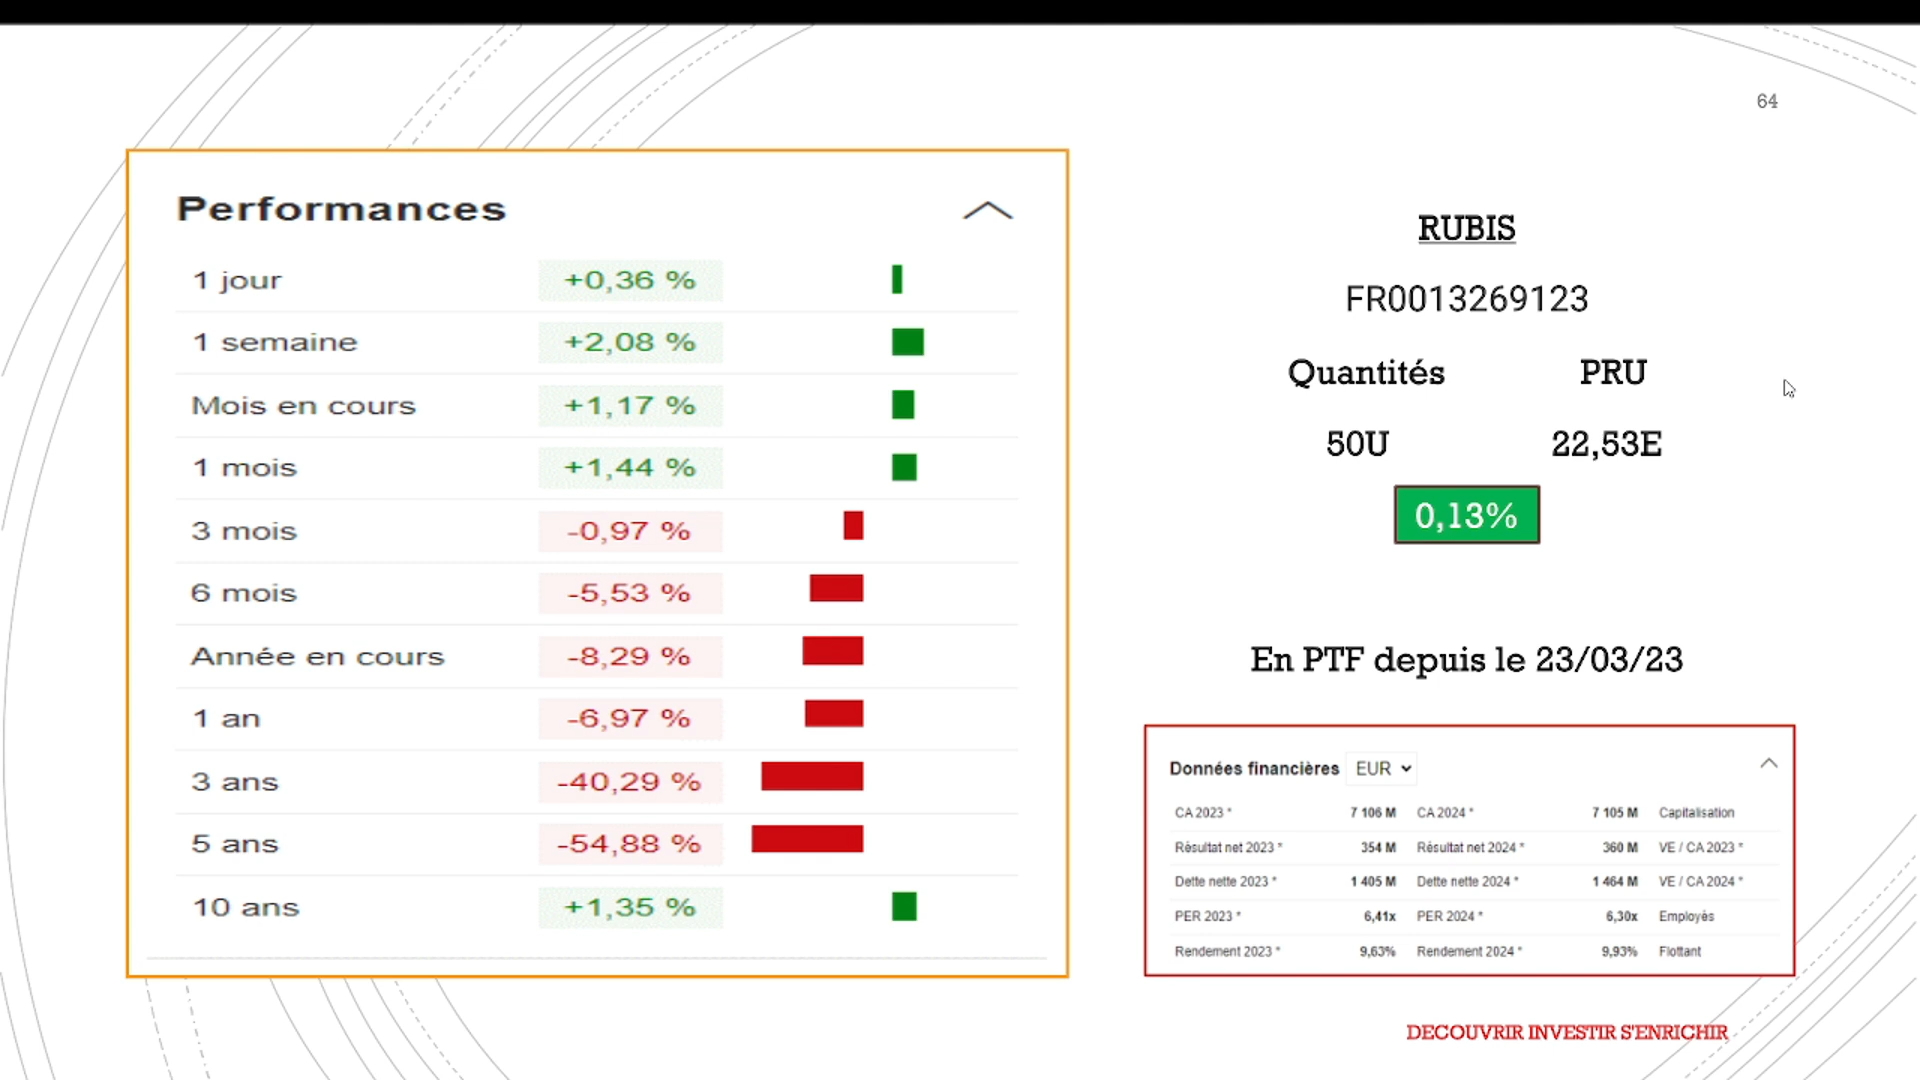 64
Performances
1 jour +0,36 %
1 semaine +2,08 %
Mois en cours +1,17 %
1 mois +1,44 %
3 mois -0,97 %
6 mois -5,53 %
Année en cours -8,29 %
1 an -6,97 %
3 ans -40,29 %
5 ans -54,88 %
10 ans +1,35 %
RUBIS
FR0013269123
Quantités PRU
50U 22,53E
0,13%
En PTF depuis le 23/03/23
Données financières EUR
CA 2023 * 7 106 M CA 2024 * 7 105 M Capitalisation
Résultat net 2023 * 354 M Résultat net 2024 * 360 M VE / CA 2023 *
Dette nette 2023 * 1 405 M Dette nette 2024 * 1 464 M VE / CA 2024 *
PER 2023 * 6,41x PER 2024 * 6,30x Employés
Rendement 2023 * 9,63% Rendement 2024 * 9,93% Flottant
DECOUVRIR INVESTIR S'ENRICHIR